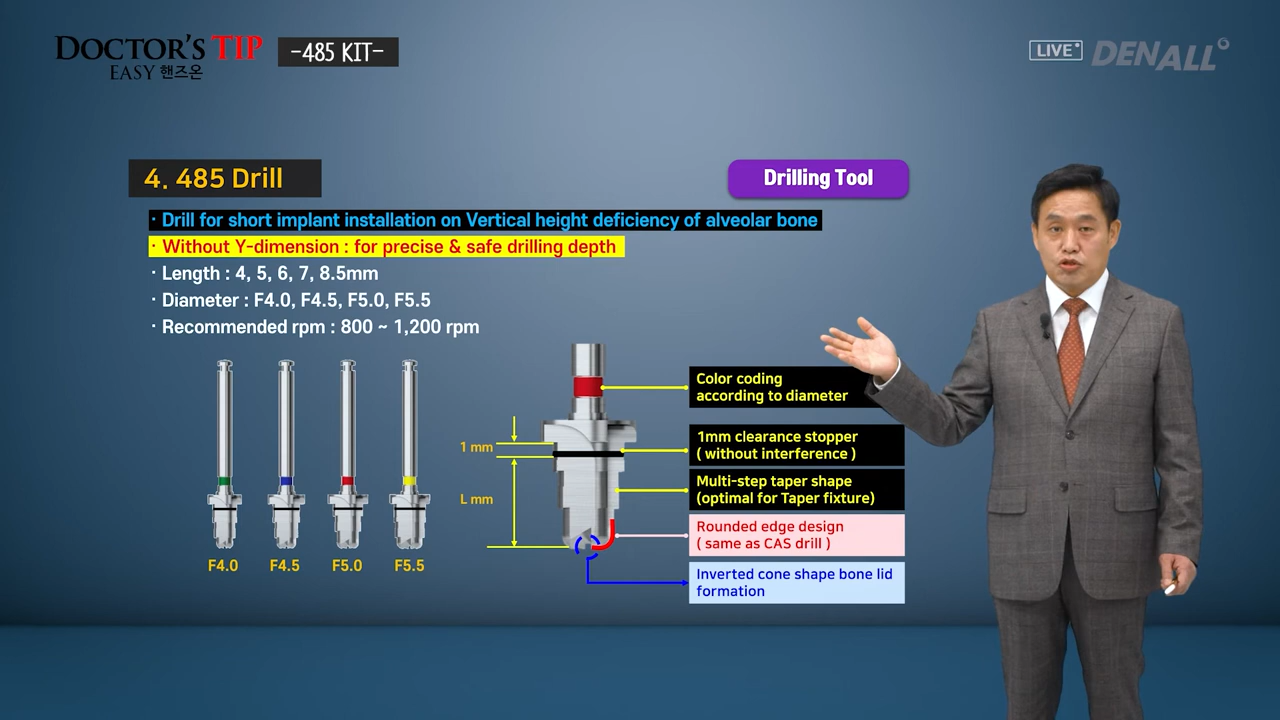 DOCTOR'S TIP
EASY 핸즈온
-485 KIT-
LIVE
DENALL
4. 485 Drill
Drilling Tool
· Drill for short implant installation on Vertical height deficiency of alveolar bone
· Without Y-dimension : for precise & safe drilling depth
· Length : 4, 5, 6, 7, 8.5mm
· Diameter : F4.0, F4.5, F5.0, F5.5
· Recommended rpm : 800 ~ 1,200 rpm
F4.0
F4.5
F5.0
F5.5
1 mm
L mm
Color coding
according to diameter
1mm clearance stopper
( without interference )
Multi-step taper shape
(optimal for Taper fixture)
Rounded edge design
( same as CAS drill )
Inverted cone shape bone lid
formation